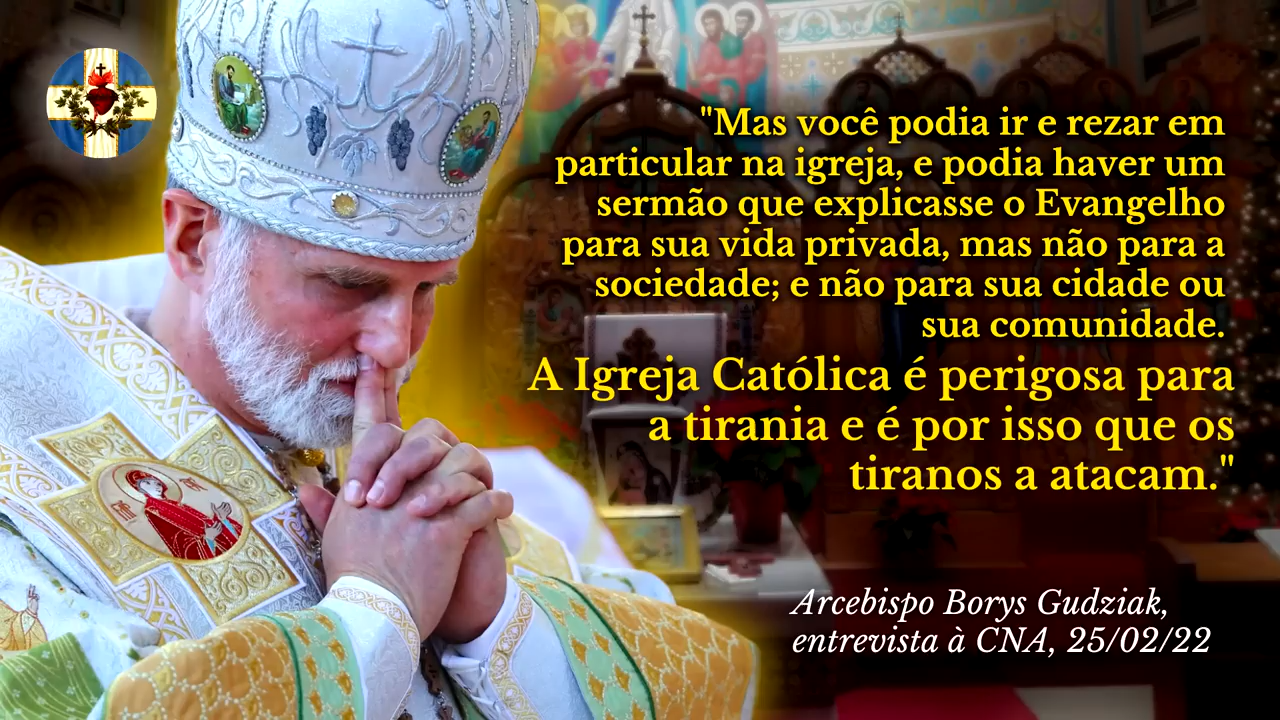 "Mas você podia ir e rezar em
particular na igreja, e podia haver um
sermão que explicasse o Evangelho
para sua vida privada, mas não para a
sociedade; e não para sua cidade ou
sua comunidade.
A Igreja Católica é perigosa para
a tirania e é por isso que os
tiranos a atacam."
Arcebispo Borys Gudziak,
entrevista à CNA, 25/02/22